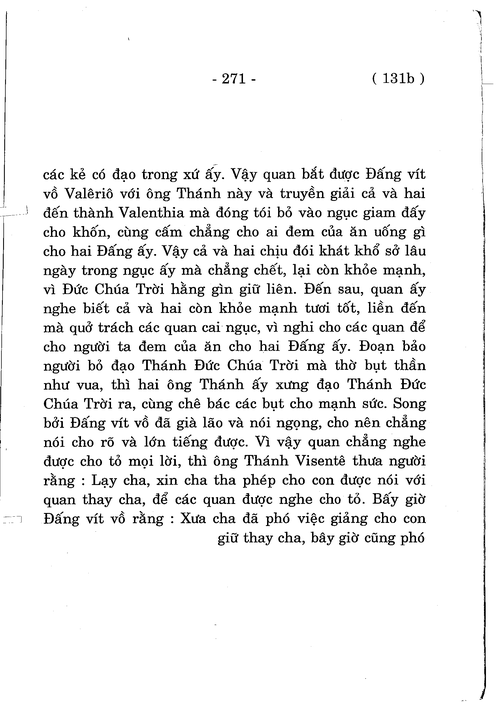 - 271 - ( 131b )
các kẻ có đạo trong xứ ấy. Vậy quan bắt được Đấng vít
vồ Valêriô với ông Thánh này và truyền giải cả và hai
đến thành Valenthia mà đóng tói bỏ vào ngục giam đấy
cho khốn, cùng cấm chẳng cho ai đem của ăn uống gì
cho hai Đấng ấy. Vậy cả và hai chịu đói khát khổ sở lâu
ngày trong ngục ấy mà chẳng chết, lại còn khỏe mạnh,
vì Đức Chúa Trời hằng gìn giữ liên. Đến sau, quan ấy
nghe biết cả và hai còn khỏe mạnh tươi tốt, liền đến
mà quở trách các quan cai ngục, vì nghi cho các quan để
cho người ta đem của ăn cho hai Đấng ấy. Đoạn bảo
người bỏ đạo Thánh Đức Chúa Trời mà thờ bụt thần
như vua, thì hai ông Thánh ấy xưng đạo Thánh Đức
Chúa Trời ra, cùng chê bác các bụt cho mạnh sức. Song
bởi Đấng vít vồ đã già lão và nói ngọng, cho nên chẳng
nói cho rõ và lớn tiếng được. Vì vậy quan chẳng nghe
được cho tỏ mọi lời, thì ông Thánh Visentê thưa người
rằng : Lạy cha, xin cha tha phép cho con được nói với
quan thay cha, để các quan được nghe cho tỏ. Bấy giờ
Đấng vít vồ rằng : Xưa cha đã phó việc giảng cho con
giữ thay cha, bây giờ cũng phó